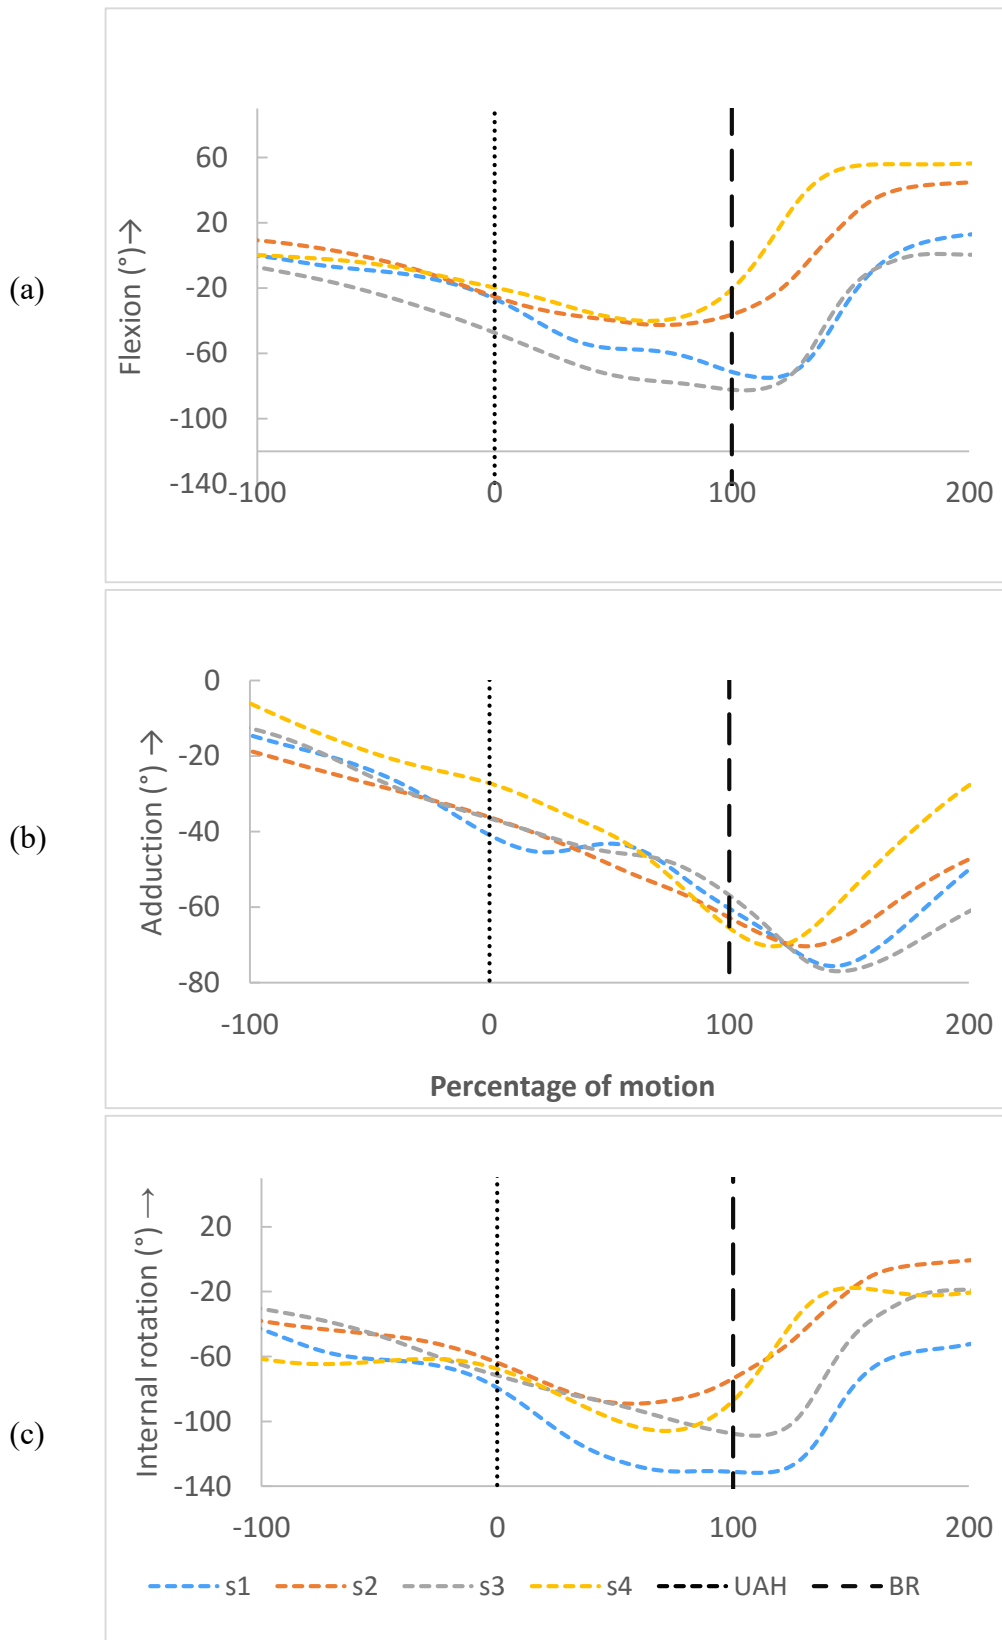 (a)
Flexion (°)→
60
20
-20
-60
-100
-140
-100 0 100 200
(b)
Adduction (°) →
0
-20
-40
-60
-80
-100 0 100 200
Percentage of motion
(c)
Internal rotation (°) →
20
-20
-60
-100
-140
-100 0 100 200
s1 s2 s3 s4 UAH BR